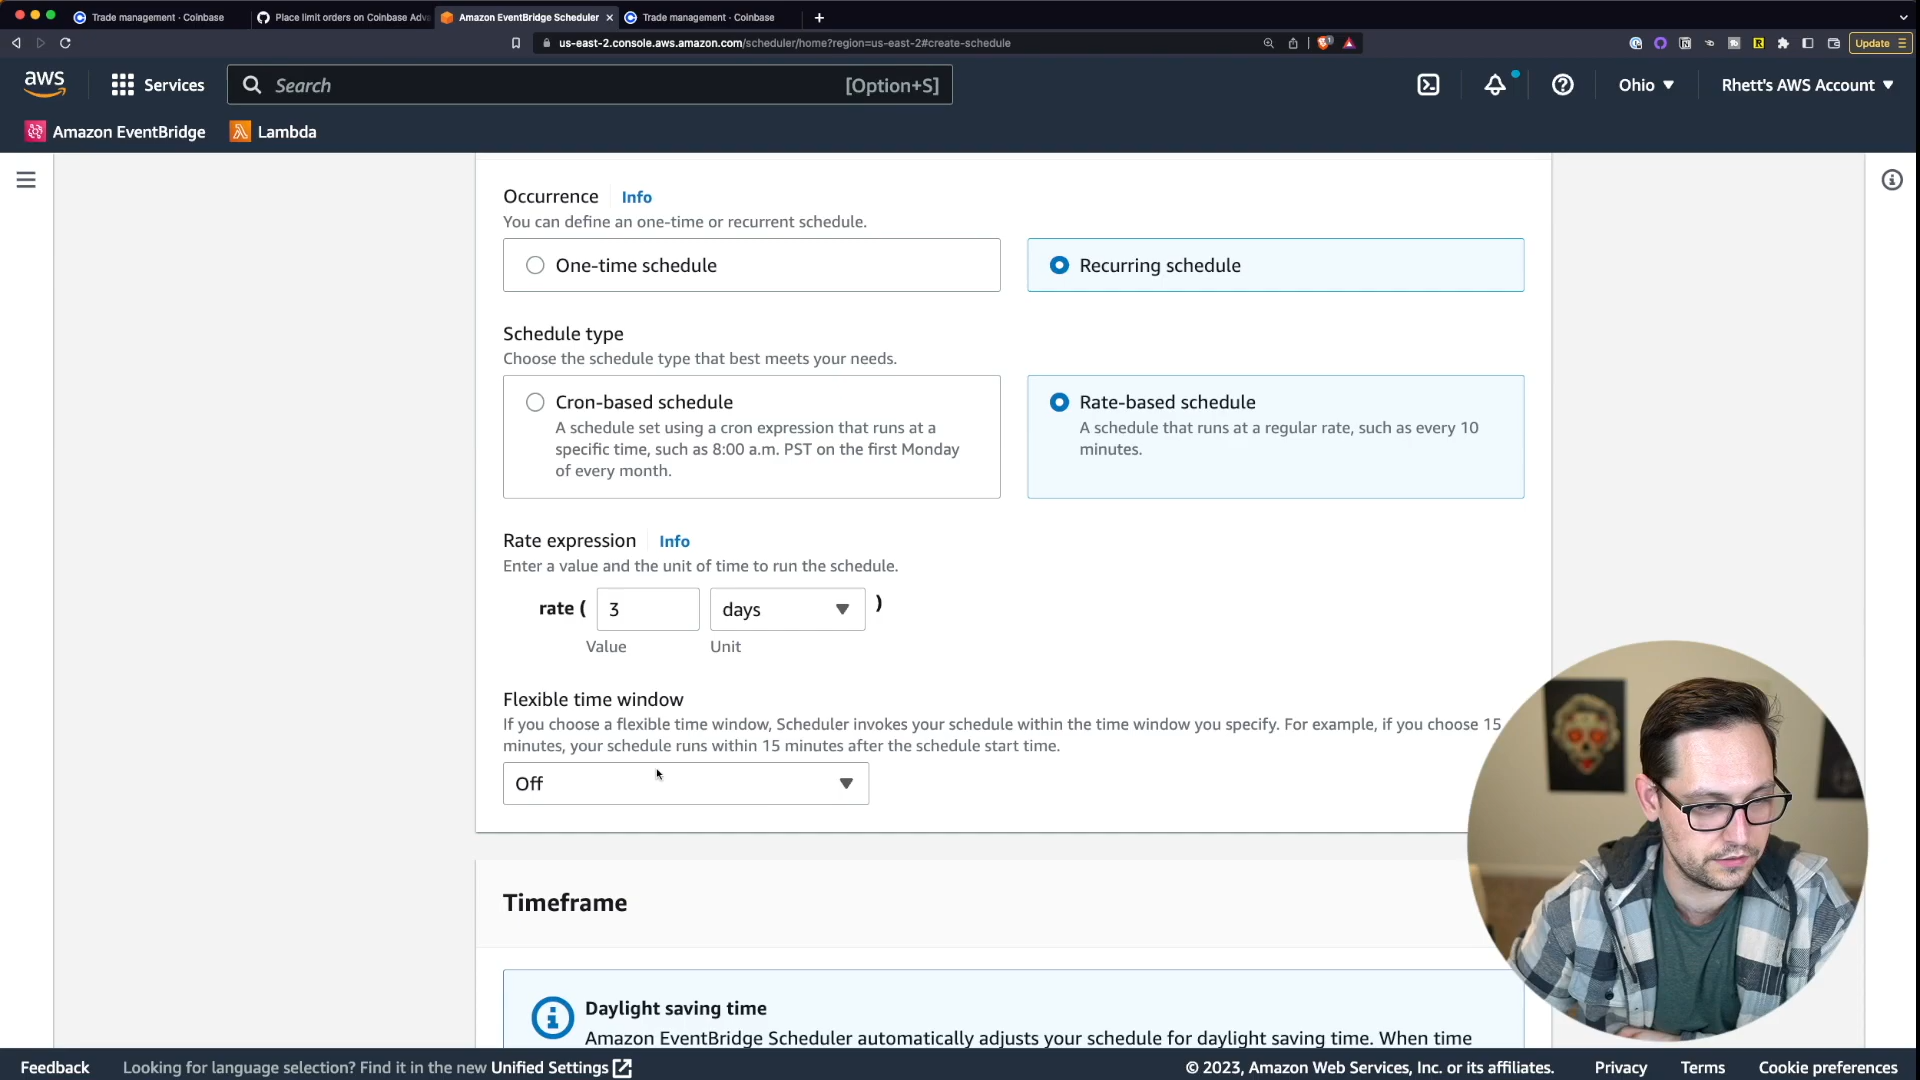 Trade management · Coinbase
Place limit orders on Coinbase Adv
Amazon EventBridge Scheduler
Trade management · Coinbase
us-east-2.console.aws.amazon.com/scheduler/home?region=us-east-2#create-schedule
Update
aws
Services
Search
[Option+S]
Ohio
Rhett's AWS Account
Amazon EventBridge
Lambda
Occurrence Info
You can define an one-time or recurrent schedule.
One-time schedule
Recurring schedule
Schedule type
Choose the schedule type that best meets your needs.
Cron-based schedule
A schedule set using a cron expression that runs at a
specific time, such as 8:00 a.m. PST on the first Monday
of every month.
Rate-based schedule
A schedule that runs at a regular rate, such as every 10
minutes.
Rate expression Info
Enter a value and the unit of time to run the schedule.
rate ( 3 days )
Value Unit
Flexible time window
If you choose a flexible time window, Scheduler invokes your schedule within the time window you specify. For example, if you choose 15
minutes, your schedule runs within 15 minutes after the schedule start time.
Off
Timeframe
Daylight saving time
Amazon EventBridge Scheduler automatically adjusts your schedule for daylight saving time. When time
Feedback
Looking for language selection? Find it in the new Unified Settings
© 2023, Amazon Web Services, Inc. or its affiliates.
Privacy
Terms
Cookie preferences